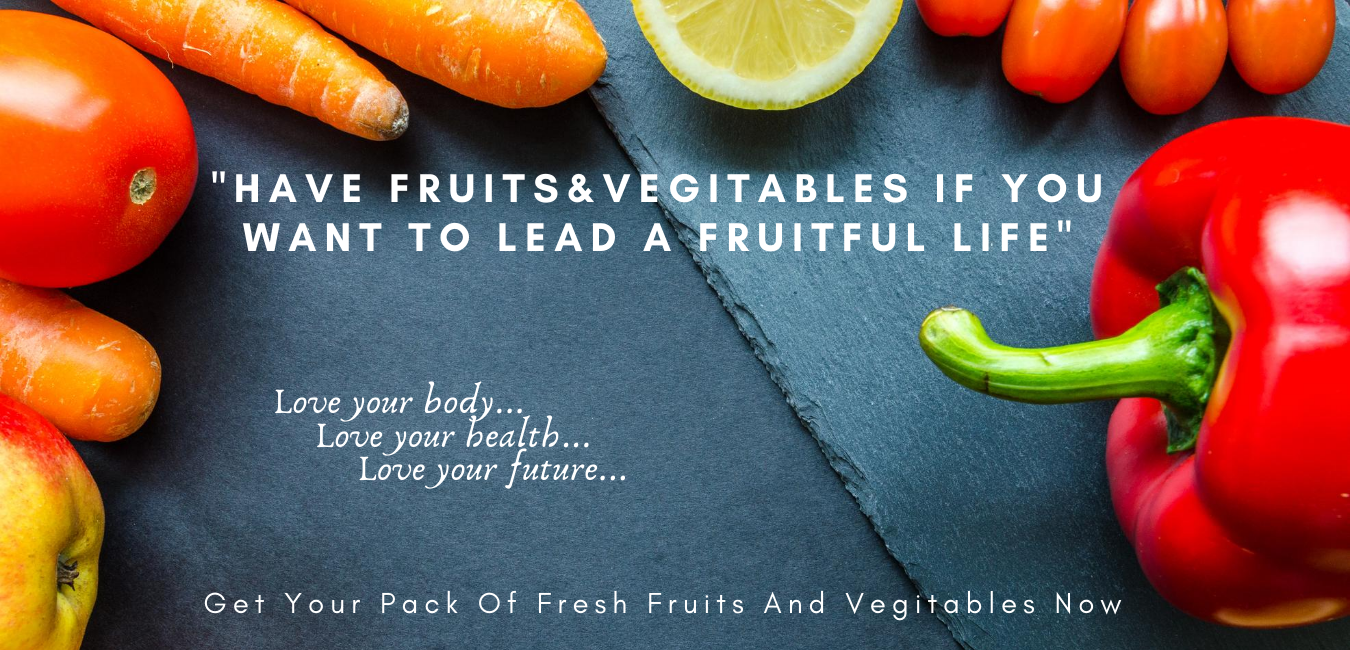 "HAVE FRUITS&VEGITABLES IF YOU
WANT TO LEAD A FRUITFUL LIFE"
Love your body...
Love your health...
Love your future...
Get Your Pack Of Fresh Fruits And Vegitables Now